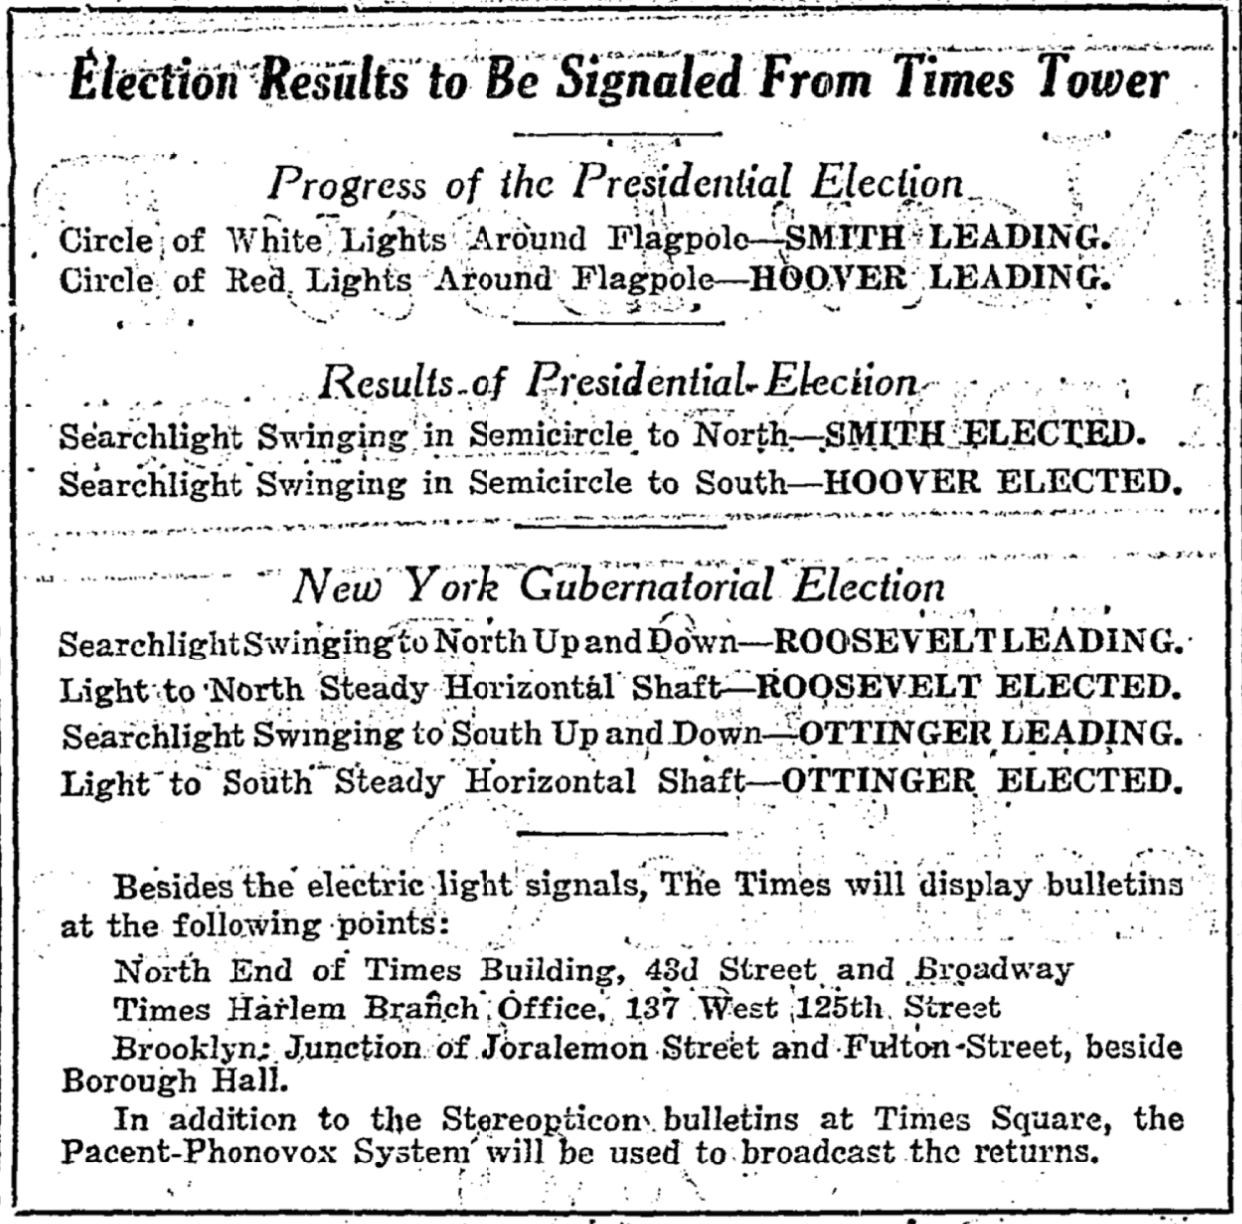 Election Results to Be Signaled From Times Tower
Progress of the Presidential Election
Circle of White Lights Around Flagpole—SMITH LEADING.
Circle of Red Lights Around Flagpole—HOOVER LEADING.
Results of Presidential Election
Searchlight Swinging in Semicircle to North—SMITH ELECTED.
Searchlight Swinging in Semicircle to South—HOOVER ELECTED.
New York Gubernatorial Election
Searchlight Swinging to North Up and Down—ROOSEVELT LEADING.
Light to North Steady Horizontal Shaft—ROOSEVELT ELECTED.
Searchlight Swinging to South Up and Down—OTTINGER LEADING.
Light to South Steady Horizontal Shaft—OTTINGER ELECTED.
Besides the electric light signals, The Times will display bulletins
at the following points:
North End of Times Building, 43d Street and Broadway
Times Harlem Branch Office, 137 West 125th Street
Brooklyn: Junction of Joralemon Street and Fulton Street, beside
Borough Hall.
In addition to the Stereopticon bulletins at Times Square, the
Pacent-Phonovox System will be used to broadcast the returns.